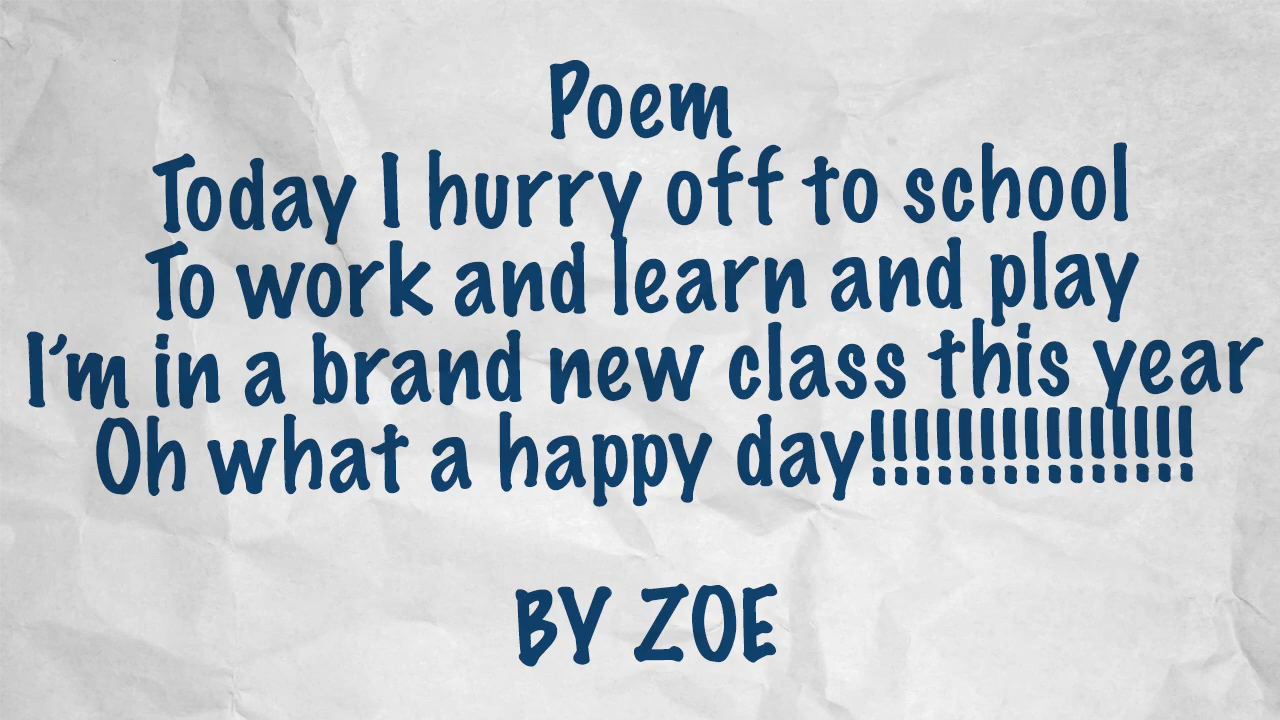 Poem
Today I hurry off to school
To work and learn and play
I'm in a brand new class this year
Oh what a happy day!!!!!!!!!!!!!!!
BY ZOE